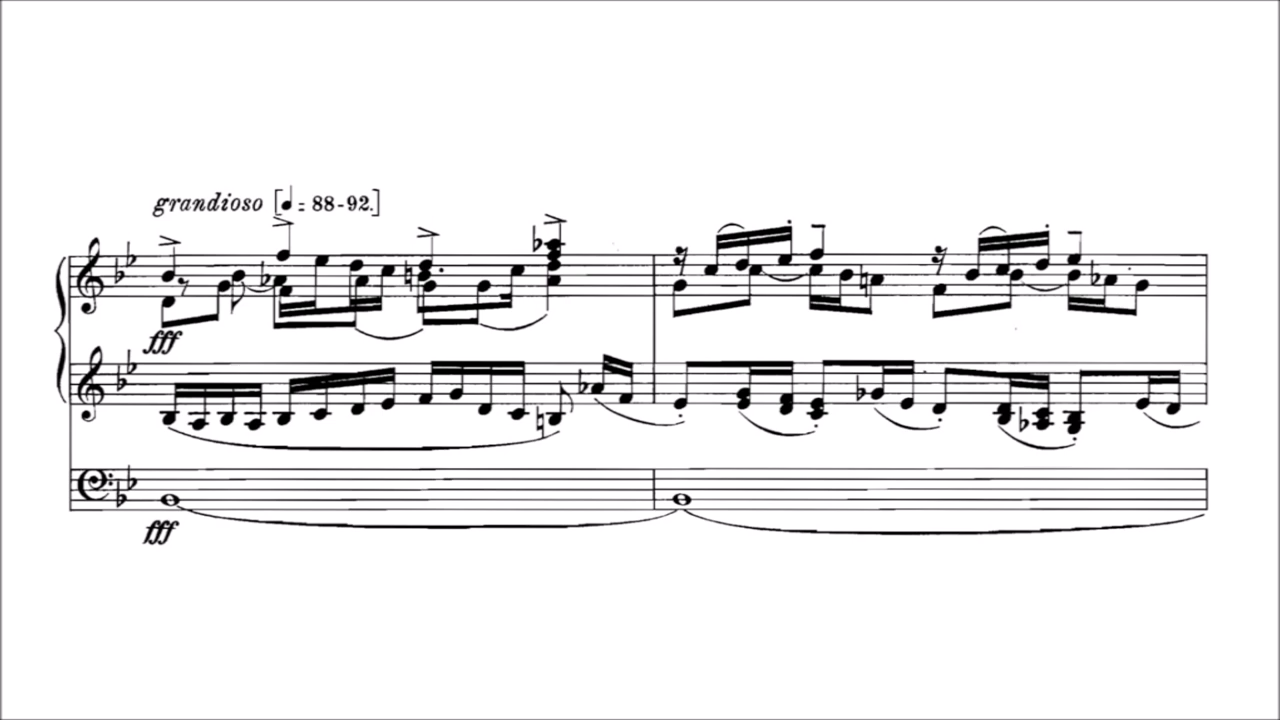 grandioso [♩ = 88-92.]
fff
fff